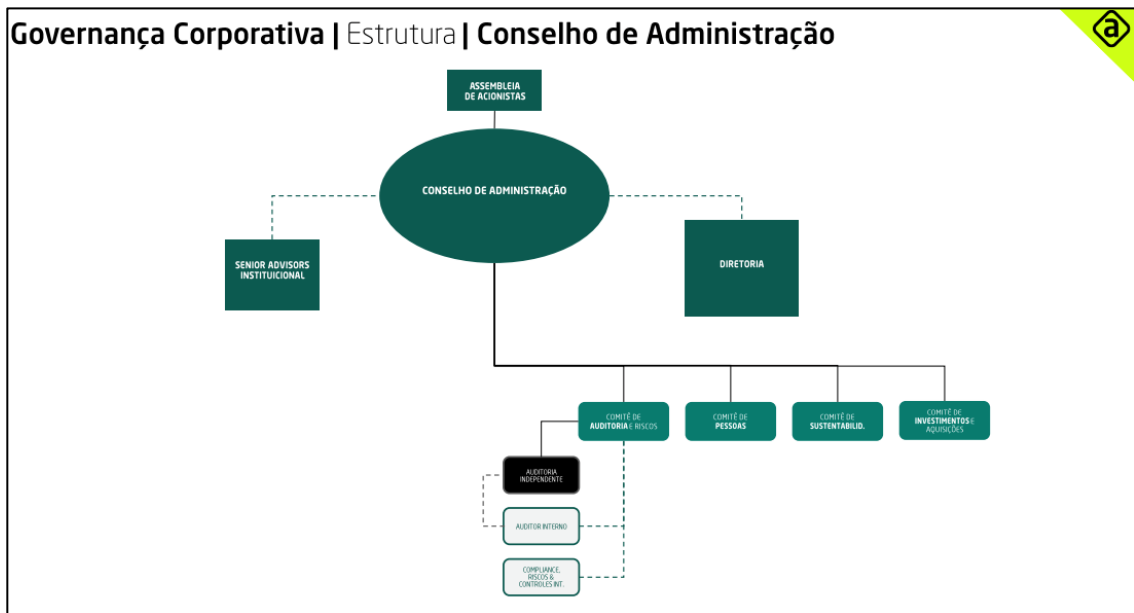 Governança Corporativa | Estrutura | Conselho de Administração
a
ASSEMBLEIA
DE ACIONISTAS
CONSELHO DE ADMINISTRAÇÃO
SENIOR ADVISORS
INSTITUICIONAL
DIRETORIA
COMITÊ DE
AUDITORIA E RISCOS
COMITÊ DE
PESSOAS
COMITÊ DE
SUSTENTABILID.
COMITÊ DE
INVESTIMENTOS E
AQUISIÇÕES
AUDITORIA
INDEPENDENTE
AUDITOR INTERNO
COMPLIANCE,
RISCOS &
CONTROLES INT.